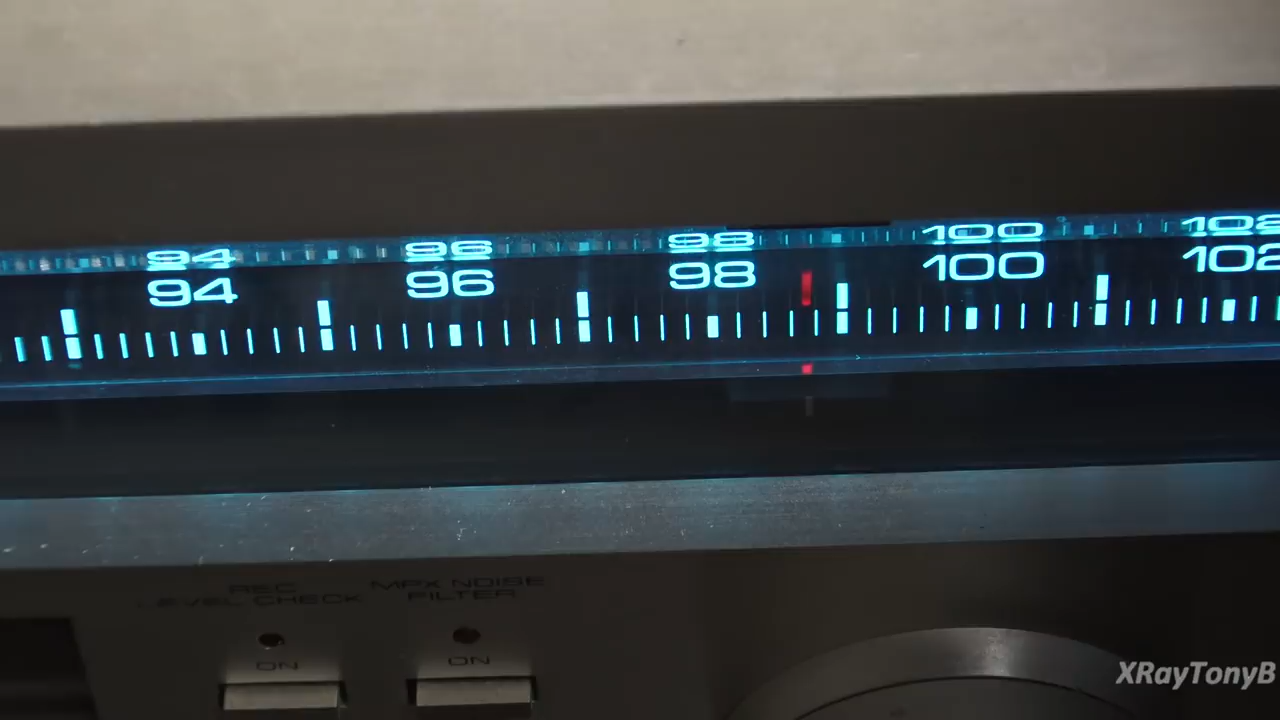 94 96 98 100 102
94 96 98 100 102
REC MPX NOISE
LEVEL CHECK FILTER
ON ON
XRayTonyB